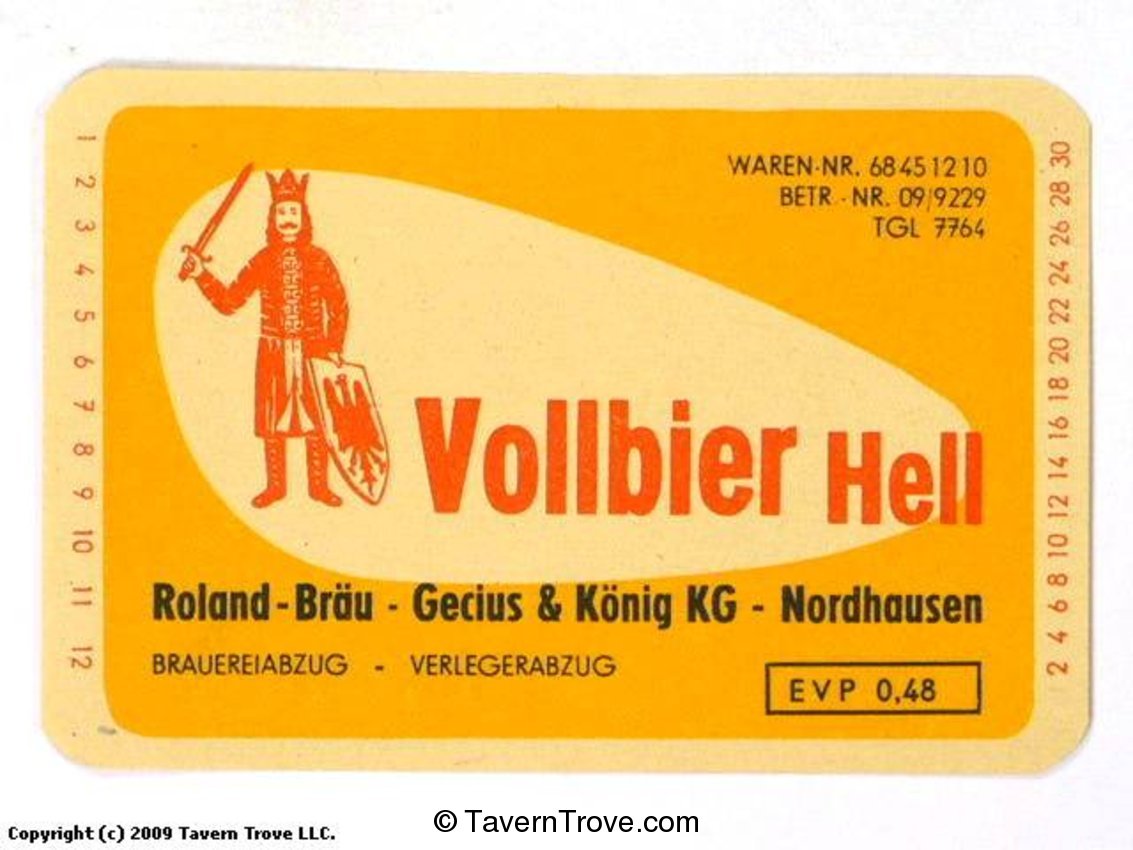 WAREN-NR. 68451210
BETR.-NR. 09/9229
TGL 7764
1 2 3 4 5 6 7 8 9 10 11 12
Vollbier Hell
Roland-Bräu - Gecius & König KG - Nordhausen
BRAUEREIABZUG - VERLEGERABZUG
EVP 0,48
2 4 6 8 10 12 14 16 18 20 22 24 26 28 30
Copyright (c) 2009 Tavern Trove LLC.
© TavernTrove.com